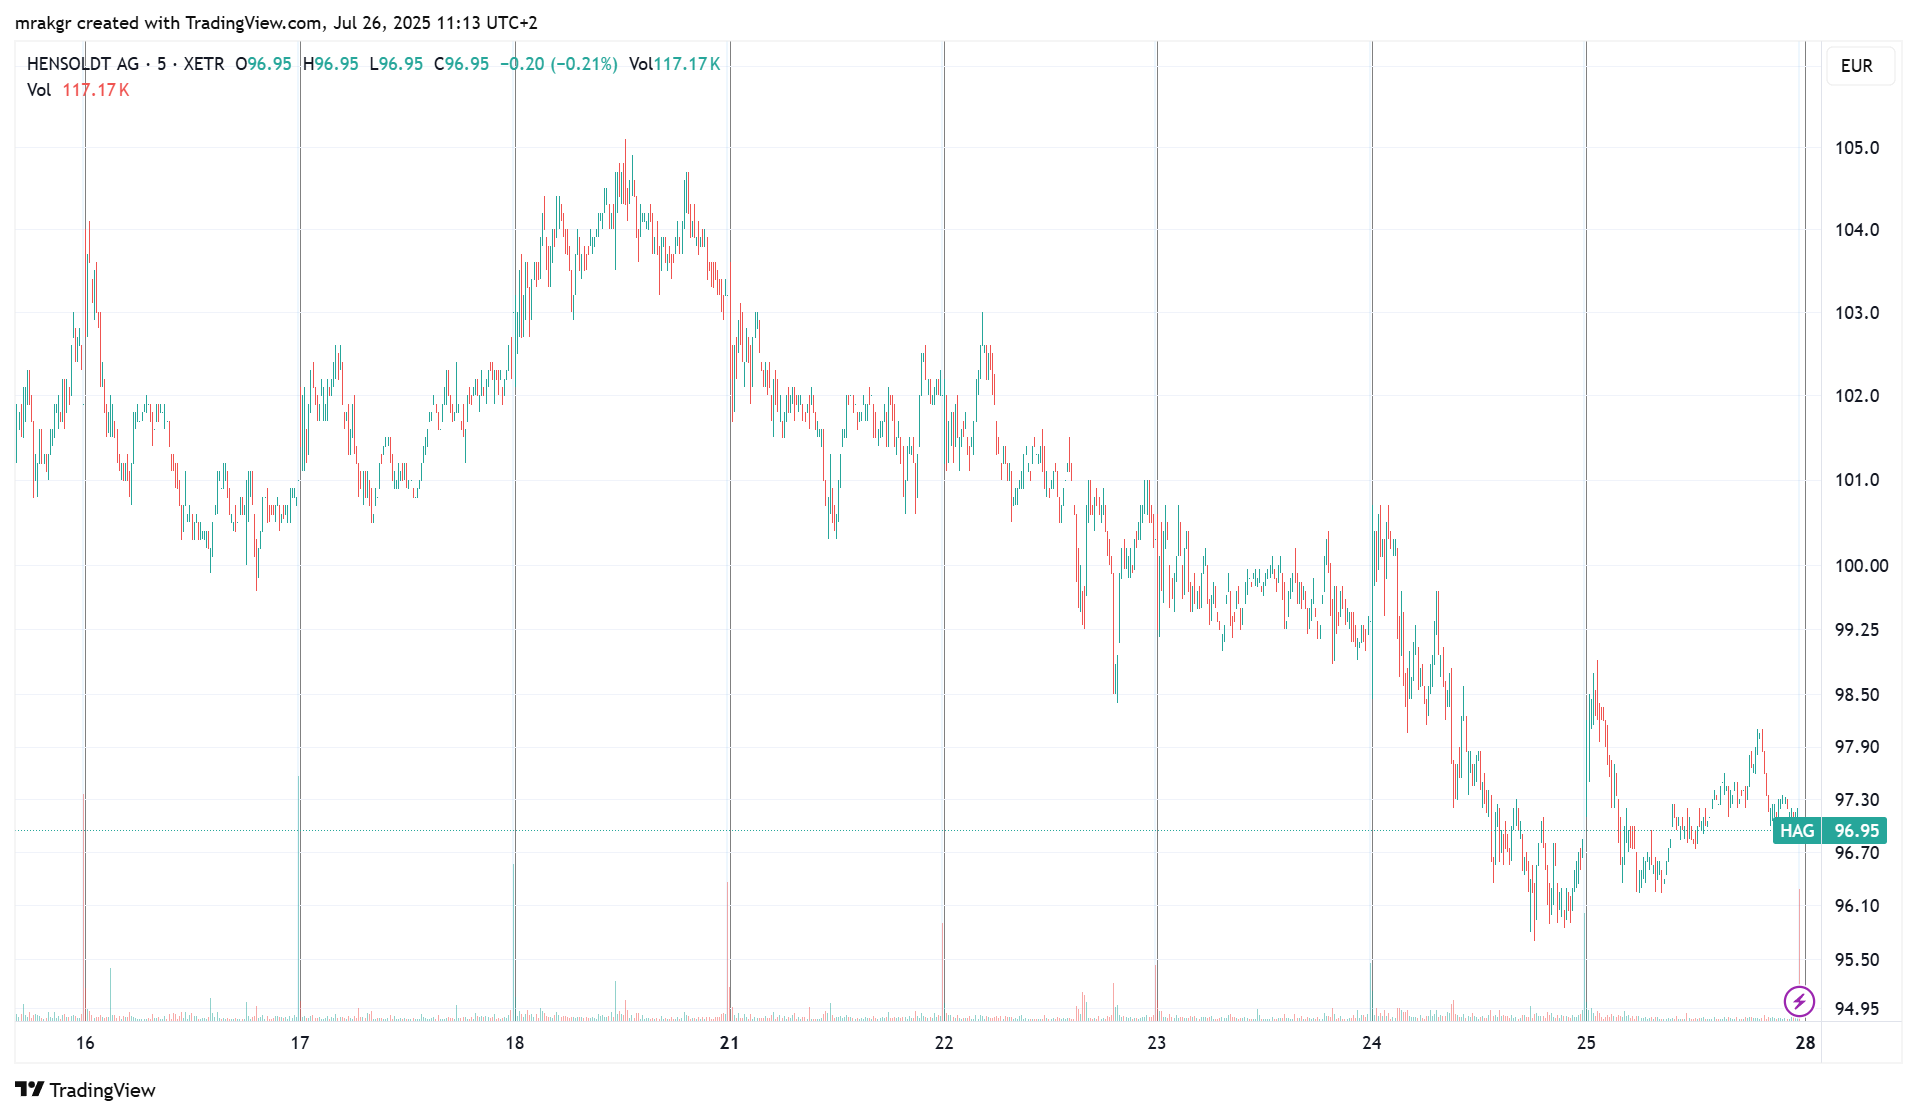 mrakgr created with TradingView.com, Jul 26, 2025 11:13 UTC+2
HENSOLDT AG · 5 · XETR O96.95 H96.95 L96.95 C96.95 −0.20 (−0.21%) Vol117.17K
Vol 117.17K
EUR
105.0
104.0
103.0
102.0
101.0
100.00
99.25
98.50
97.90
97.30
HAG 96.95
96.70
96.10
95.50
94.95
16 17 18 21 22 23 24 25 28
TradingView